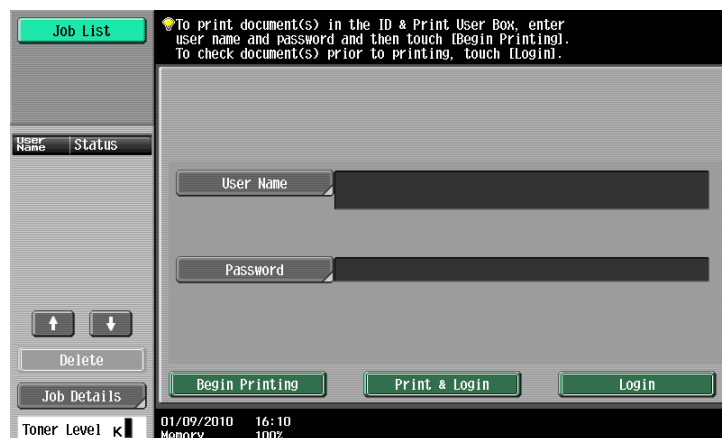 Job List
To print document(s) in the ID & Print User Box, enter
user name and password and then touch [Begin Printing].
To check document(s) prior to printing, touch [Login].
User Name
Status
User Name
Password
Delete
Job Details
Begin Printing
Print & Login
Login
Toner Level K
01/09/2010 16:10
Memory 100%